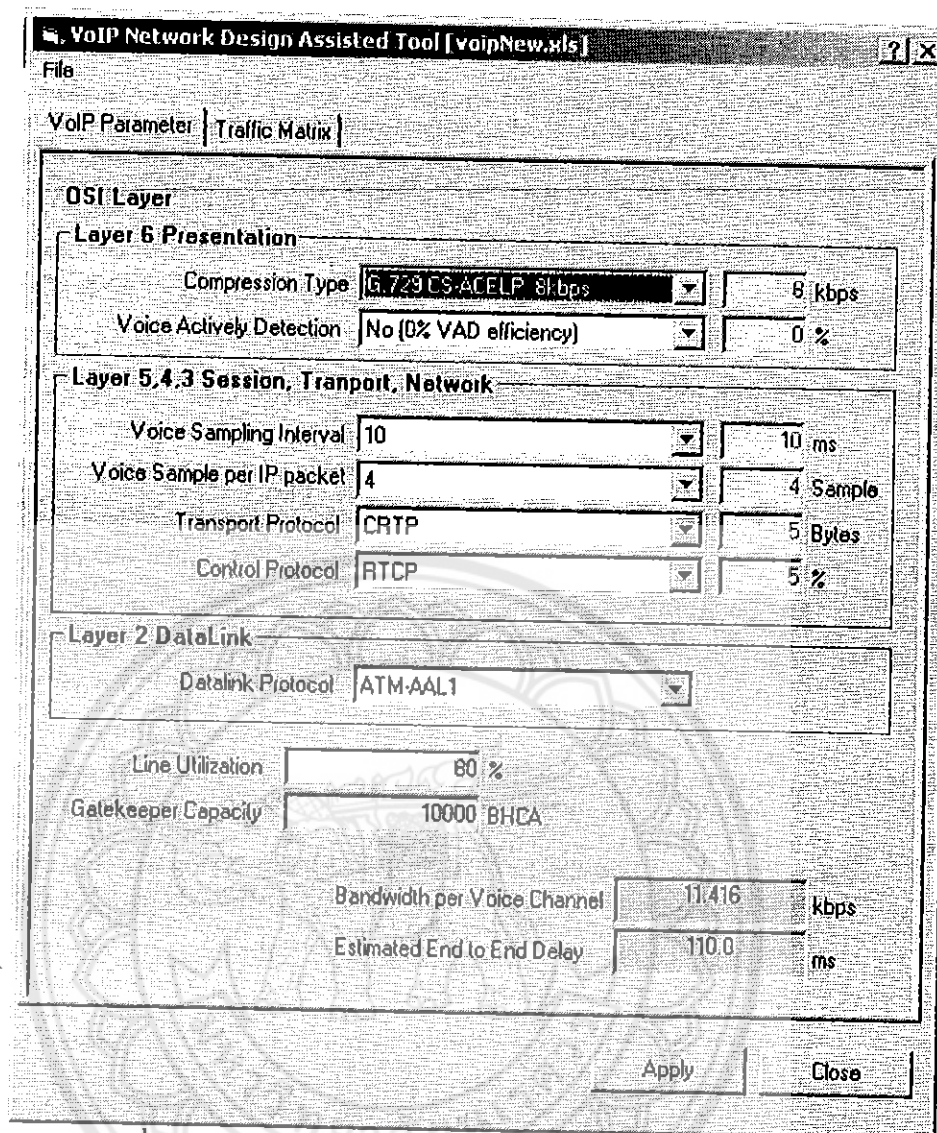 VoIP Network Design Assisted Tool [voipNew.xls]
File
VoIP Parameter Traffic Matrix
OSI Layer
Layer 6 Presentation
Compression Type G.729 CS-ACELP 8kbps 8 kbps
Voice Actively Detection No (0% VAD efficiency) 0 %
Layer 5,4,3 Session, Tranport, Network
Voice Sampling Interval 10 10 ms
Voice Sample per IP packet 4 4 Sample
Transport Protocol CRTP 5 Bytes
Control Protocol RTCP 5 %
Layer 2 DataLink
Datalink Protocol ATM-AAL1
Line Utilization 80 %
Gatekeeper Capacity 10000 BHCA
Bandwidth per Voice Channel 11.416 kbps
Estimated End to End Delay 110.0 ms
Apply Close